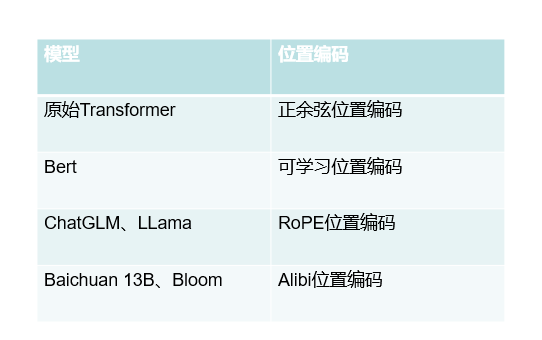 模型 位置编码
原始Transformer 正余弦位置编码
Bert 可学习位置编码
ChatGLM、LLama RoPE位置编码
Baichuan 13B、Bloom Alibi位置编码